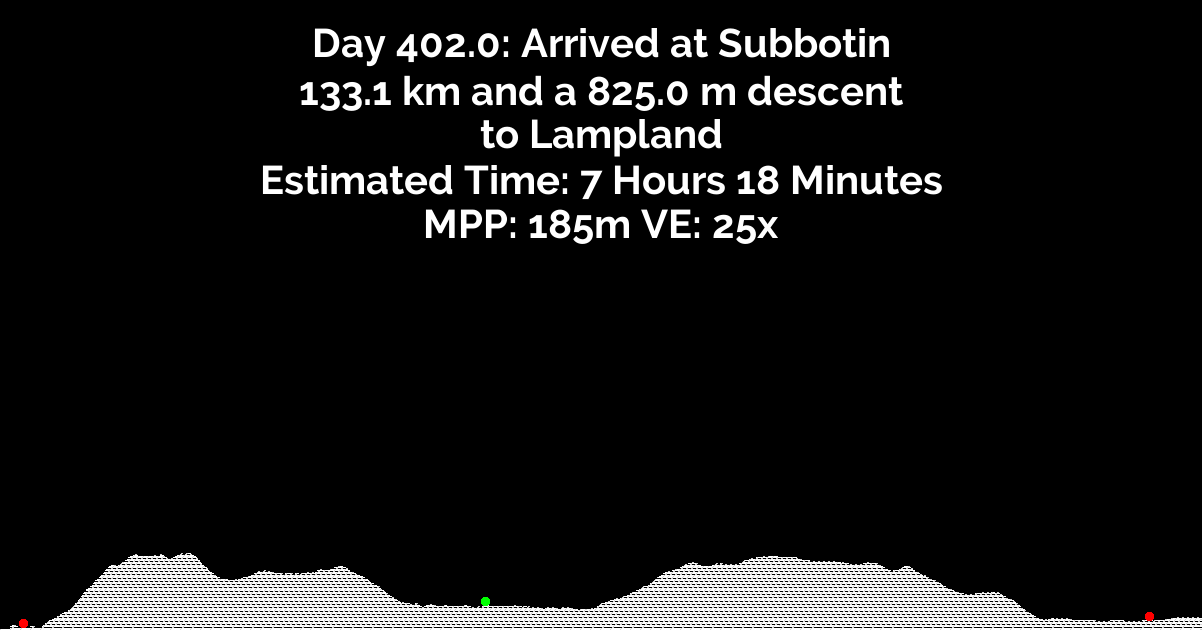 Day 402.0: Arrived at Subbotin
133.1 km and a 825.0 m descent
to Lampland
Estimated Time: 7 Hours 18 Minutes
MPP: 185m VE: 25x